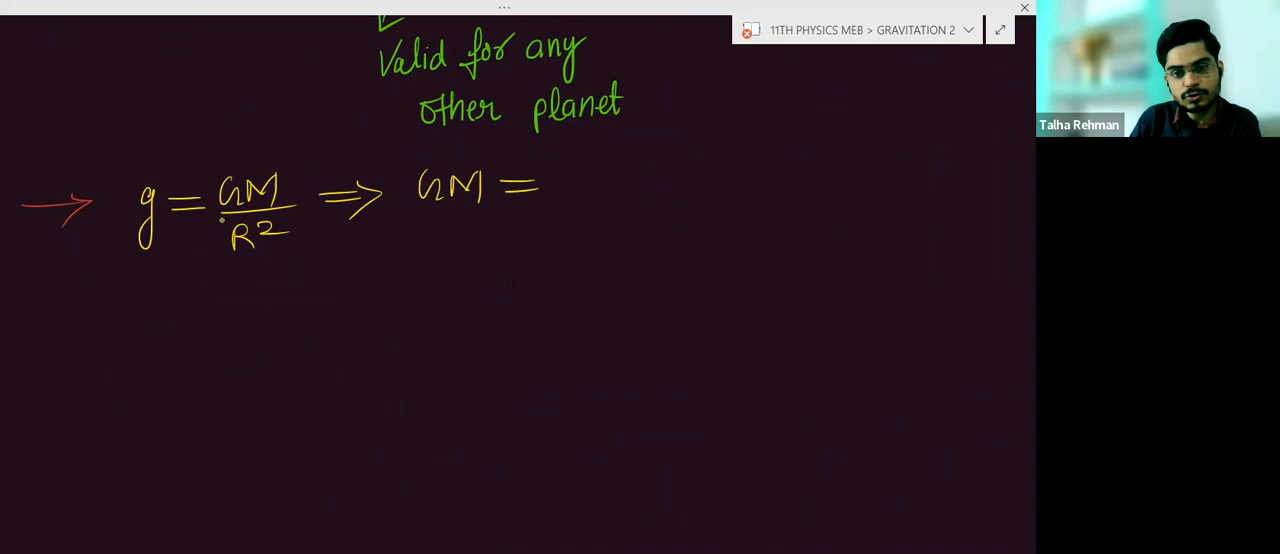 11TH PHYSICS MEB > GRAVITATION 2
Valid for any
other planet
Talha Rehman
→ g = GM/R² ⇒ GM =